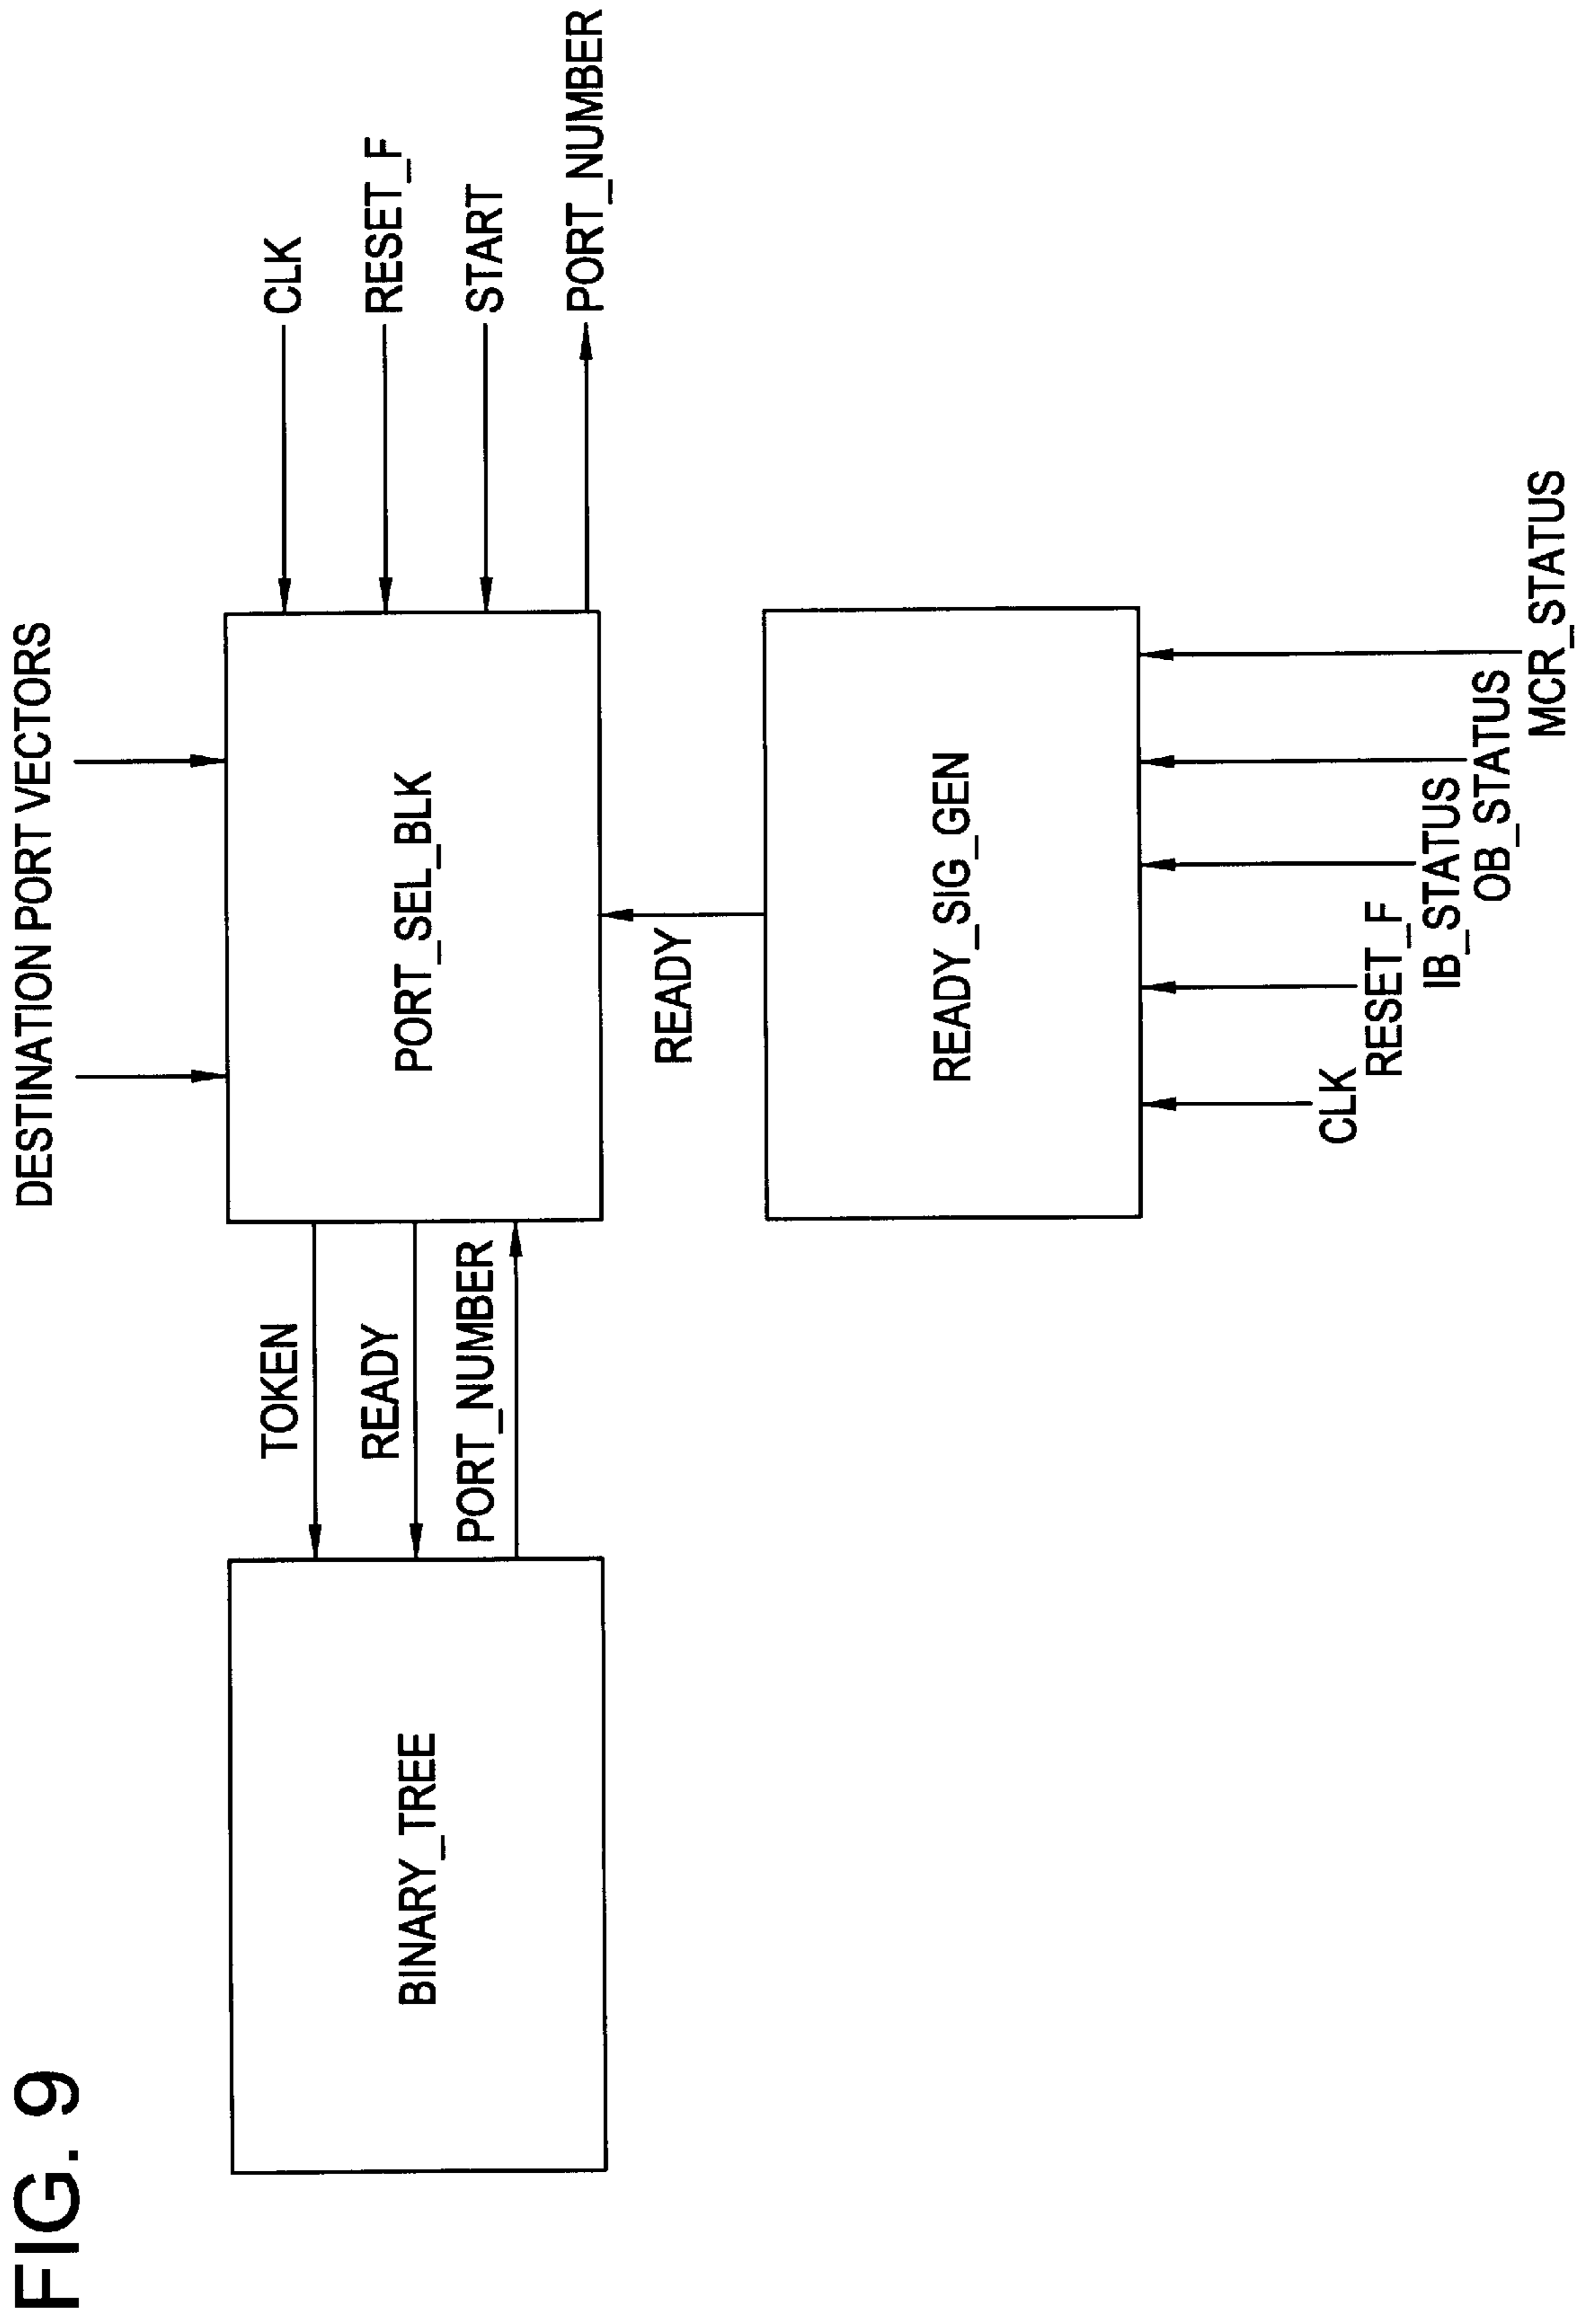 FIG. 9
DESTINATION PORT VECTORS
BINARY_TREE
TOKEN
READY
PORT_NUMBER
PORT_SEL_BLK
CLK
RESET_F
START
PORT_NUMBER
READY
READY_SIG_GEN
CLK
RESET_F
IB_STATUS
OB_STATUS
MCR_STATUS